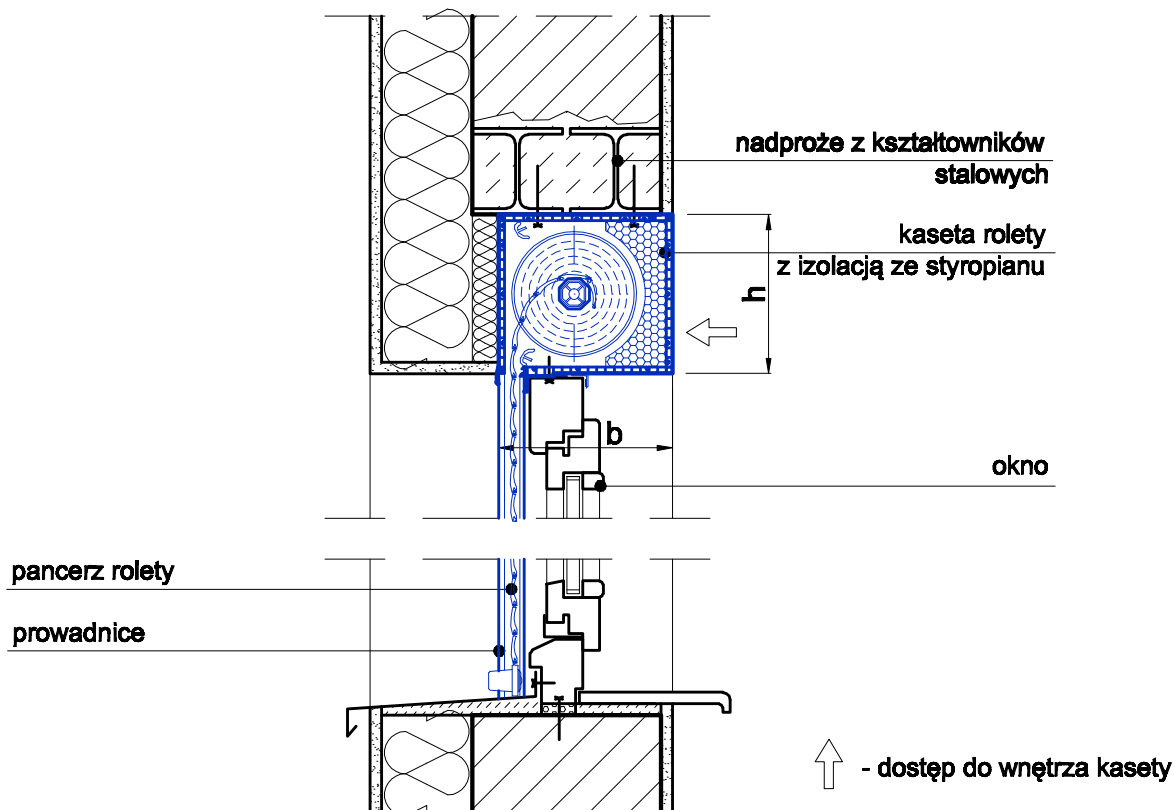 nadproże z kształtowników
stalowych
kaseta rolety
z izolacją ze styropianu
h
b
okno
pancerz rolety
prowadnice
- dostęp do wnętrza kasety